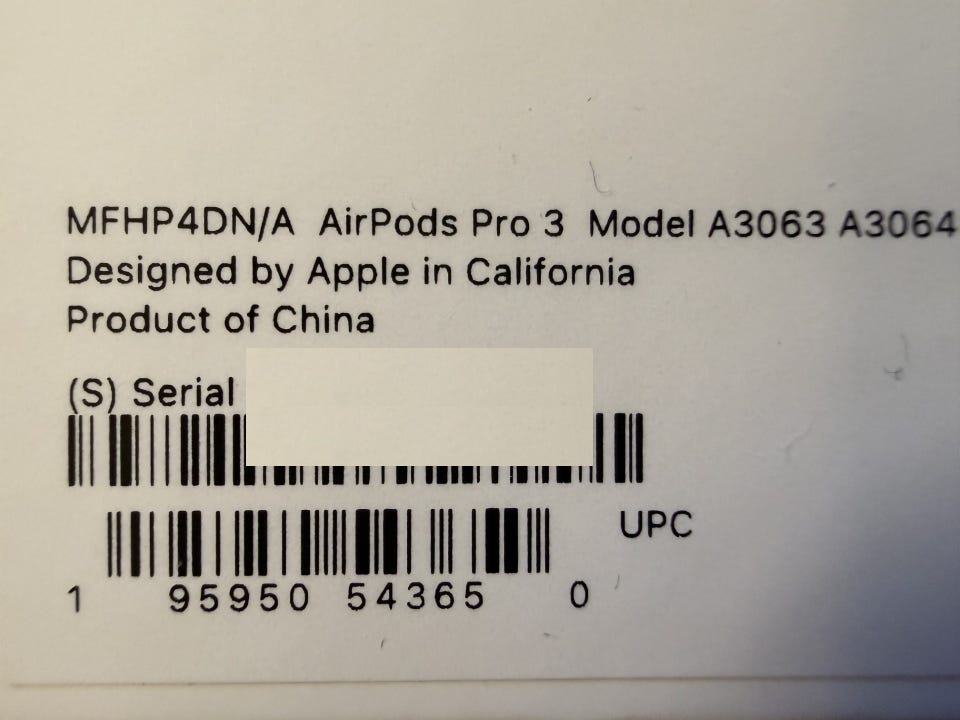 MFHP4DN/A AirPods Pro 3 Model A3063 A3064
Designed by Apple in California
Product of China
(S) Serial
UPC
1 95950 54365 0